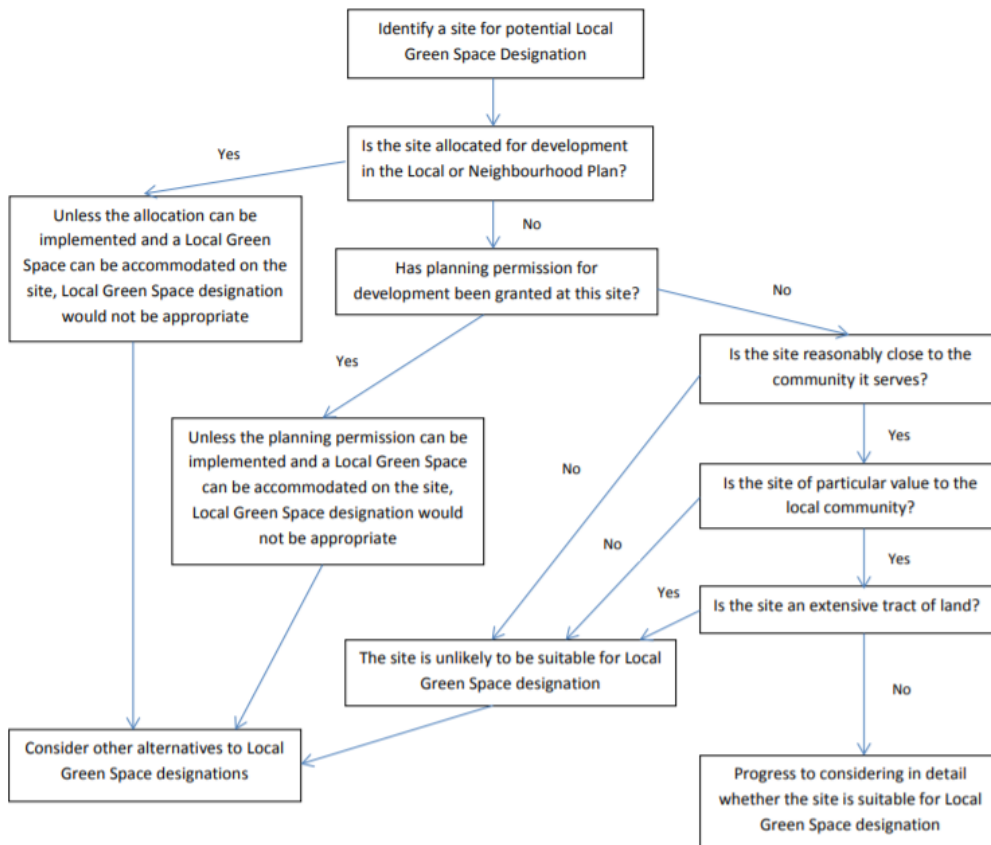 Identify a site for potential Local
Green Space Designation
Is the site allocated for development
in the Local or Neighbourhood Plan?
Yes
Unless the allocation can be
implemented and a Local Green
Space can be accommodated on the
site, Local Green Space designation
would not be appropriate
No
Has planning permission for
development been granted at this site?
No
Yes
Is the site reasonably close to the
community it serves?
Unless the planning permission can be
implemented and a Local Green Space
can be accommodated on the site,
Local Green Space designation would
not be appropriate
Yes
No
Is the site of particular value to the
local community?
No
Yes
Yes
Is the site an extensive tract of land?
The site is unlikely to be suitable for Local
Green Space designation
No
Consider other alternatives to Local
Green Space designations
Progress to considering in detail
whether the site is suitable for Local
Green Space designation